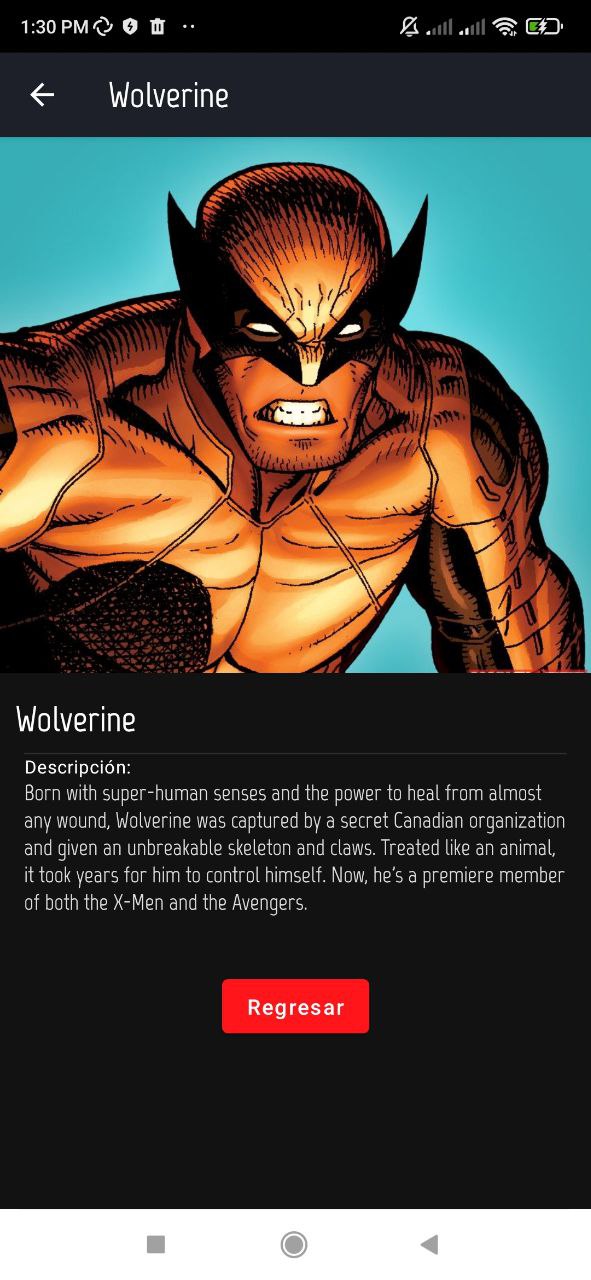 1:30 PM
Wolverine
Wolverine
Descripción:
Born with super-human senses and the power to heal from almost
any wound, Wolverine was captured by a secret Canadian organization
and given an unbreakable skeleton and claws. Treated like an animal,
it took years for him to control himself. Now, he's a premiere member
of both the X-Men and the Avengers.
Regresar